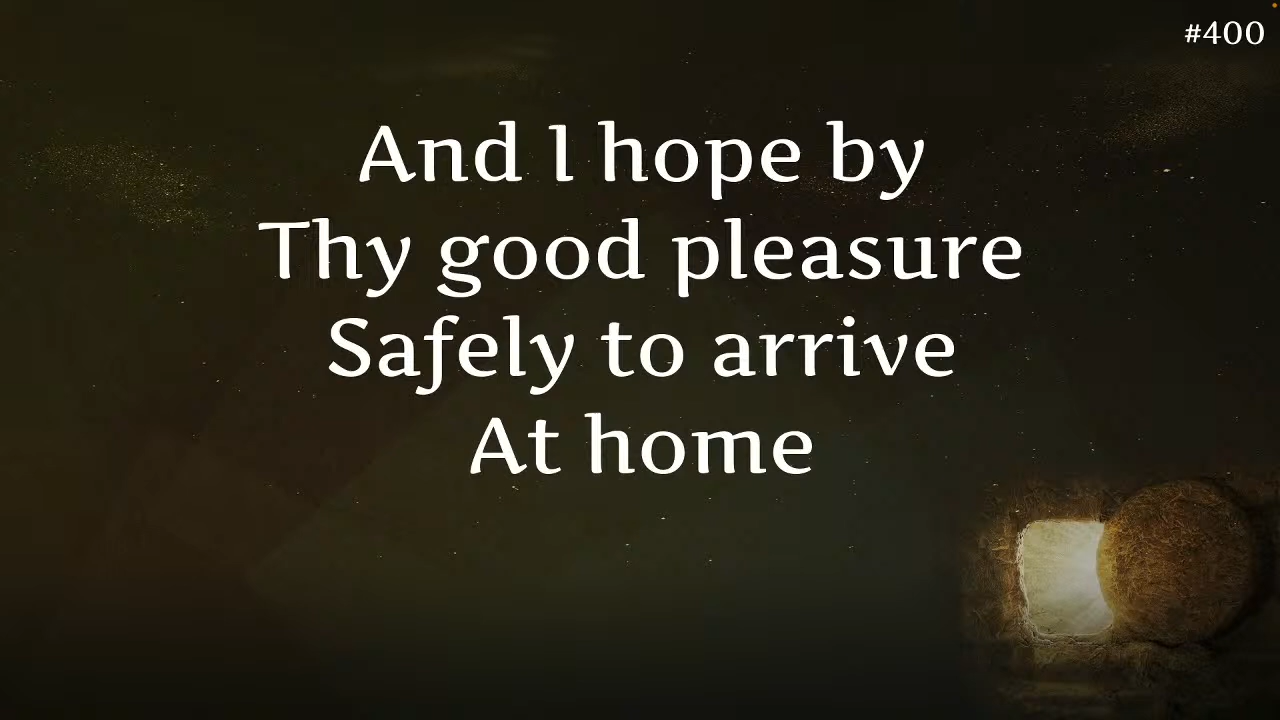 #400
And I hope by
Thy good pleasure
Safely to arrive
At home